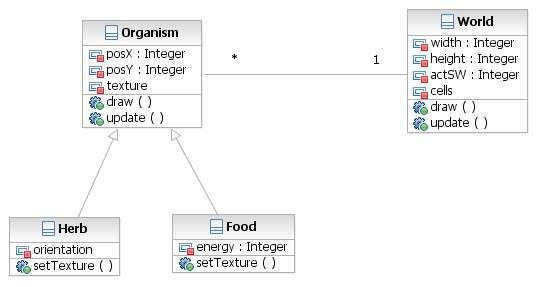 Organism
posX : Integer
posY : Integer
texture
draw ( )
update ( )
* 1
World
width : Integer
height : Integer
actSW : Integer
cells
draw ( )
update ( )
Herb
orientation
setTexture ( )
Food
energy : Integer
setTexture ( )